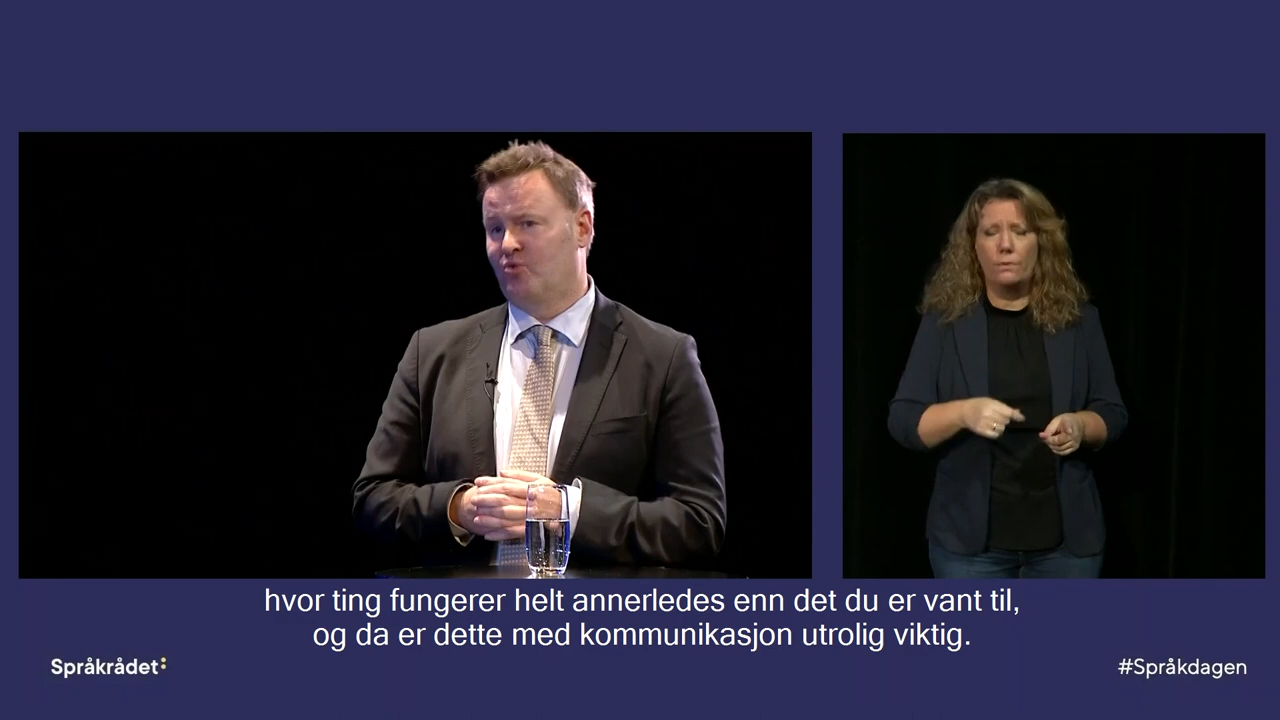 hvor ting fungerer helt annerledes enn det du er vant til,
og da er dette med kommunikasjon utrolig viktig.
Språkrådet:
#Språkdagen